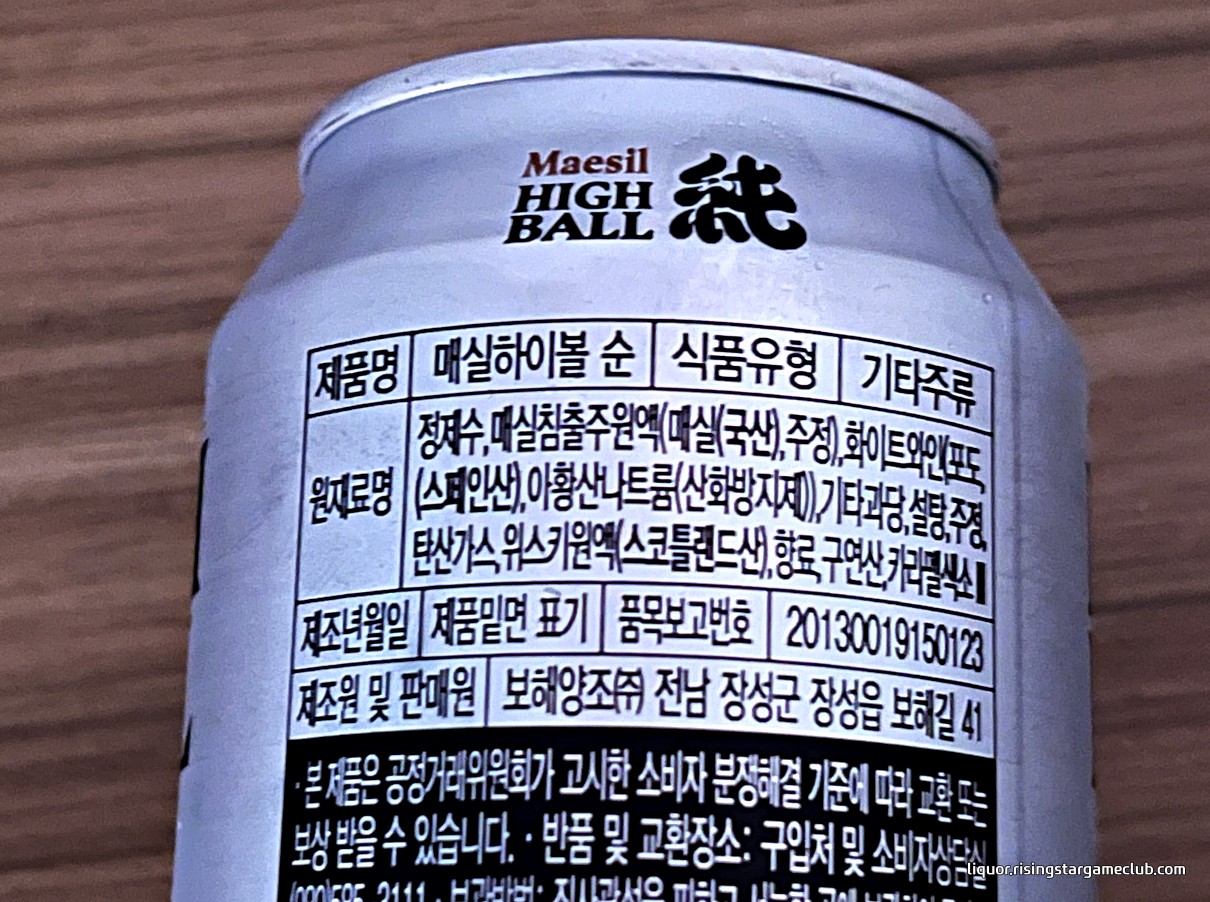 Maesil
HIGH
BALL
純
제품명 매실하이볼 순 식품유형 기타주류
원재료명 정제수,매실침출주원액(매실(국산),주정),화이트와인(포도
(스페인산),아황산나트륨(산화방지제)),기타과당,설탕,주정,
탄산가스,위스키원액(스코틀랜드산),향료,구연산,카라멜색소
제조년월일 제품밑면 표기 품목보고번호 20130019150123
제조원 및 판매원 보해양조㈜ 전남 장성군 장성읍 보해길 41
·본 제품은 공정거래위원회가 고시한 소비자 분쟁해결 기준에 따라 교환 또는
보상 받을 수 있습니다. · 반품 및 교환장소: 구입처 및 소비자상담실
liquor.risingstargameclub.com